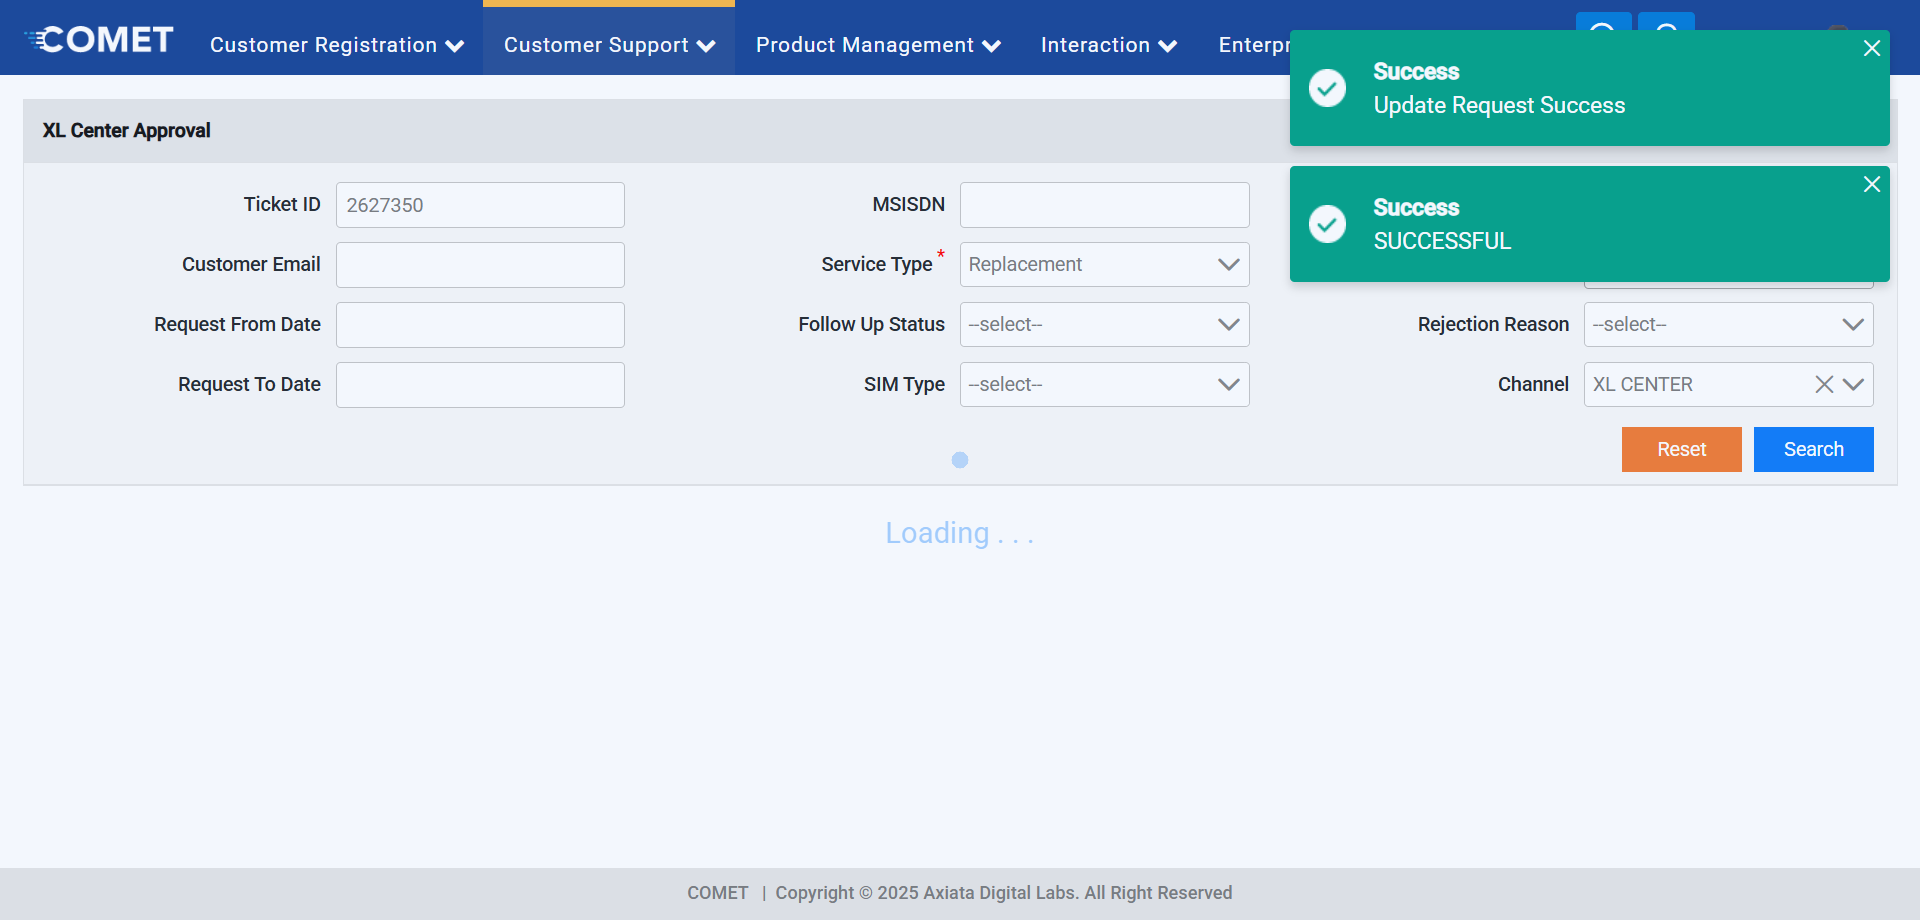 COMET
Customer Registration
Customer Support
Product Management
Interaction
Enterpr
Success
Update Request Success
Success
SUCCESSFUL
XL Center Approval
Ticket ID
2627350
MSISDN
Customer Email
Service Type *
Replacement
Request From Date
Follow Up Status
--select--
Rejection Reason
--select--
Request To Date
SIM Type
--select--
Channel
XL CENTER
Reset
Search
Loading . . .
COMET | Copyright © 2025 Axiata Digital Labs. All Right Reserved